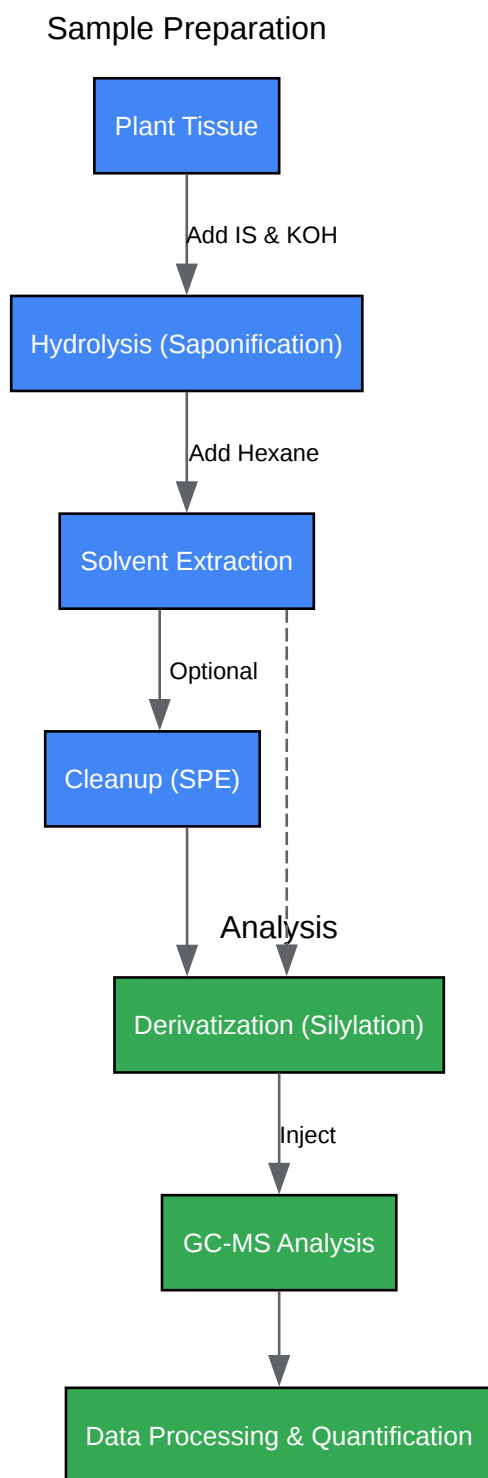 Sample Preparation
Plant Tissue
Add IS & KOH
Hydrolysis (Saponification)
Add Hexane
Solvent Extraction
Optional
Cleanup (SPE)
Analysis
Derivatization (Silylation)
Inject
GC-MS Analysis
Data Processing & Quantification